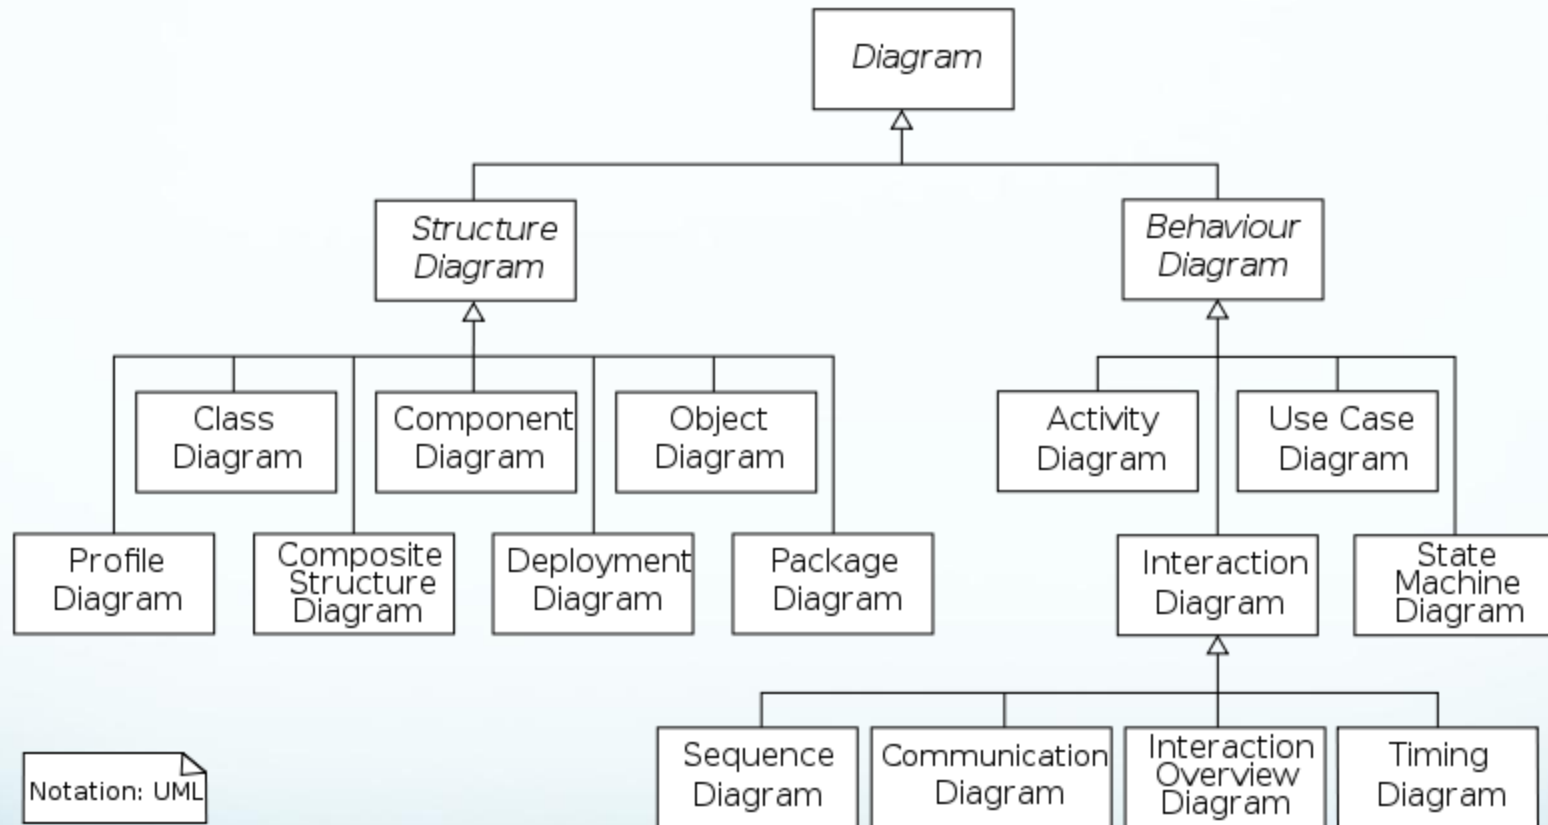 Diagram
Structure
Diagram
Behaviour
Diagram
Class
Diagram
Component
Diagram
Object
Diagram
Activity
Diagram
Use Case
Diagram
Profile
Diagram
Composite
Structure
Diagram
Deployment
Diagram
Package
Diagram
Interaction
Diagram
State
Machine
Diagram
Sequence
Diagram
Communication
Diagram
Interaction
Overview
Diagram
Timing
Diagram
Notation: UML